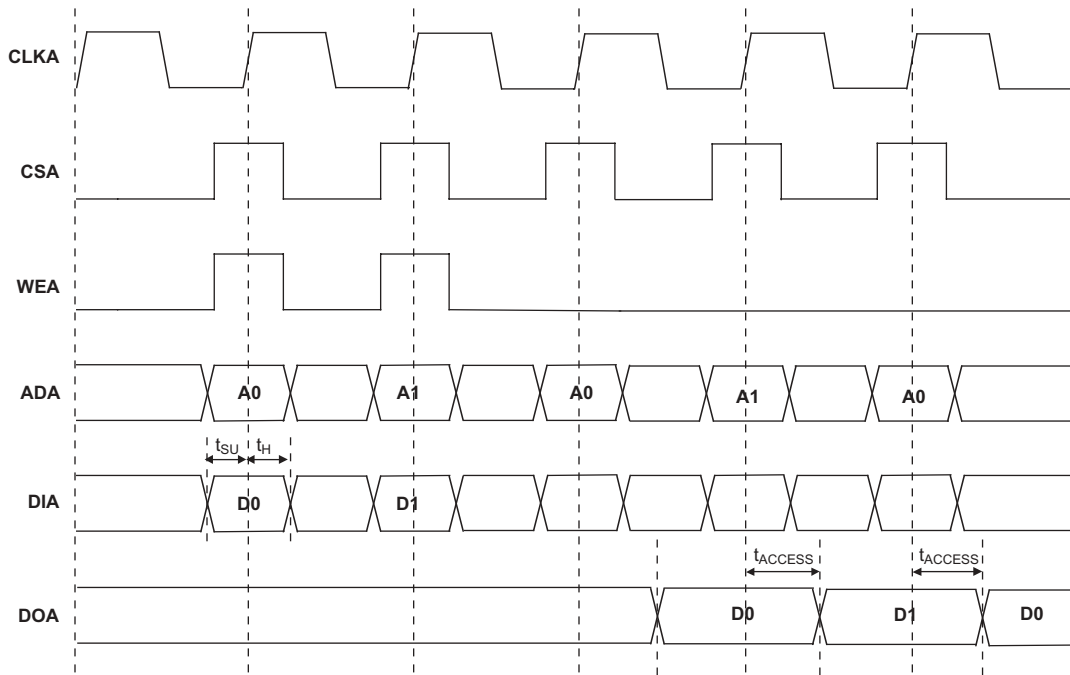 CLKA
CSA
WEA
ADA A0 A1 A0 A1 A0
tSU tH
DIA D0 D1
tACCESS tACCESS
DOA D0 D1 D0